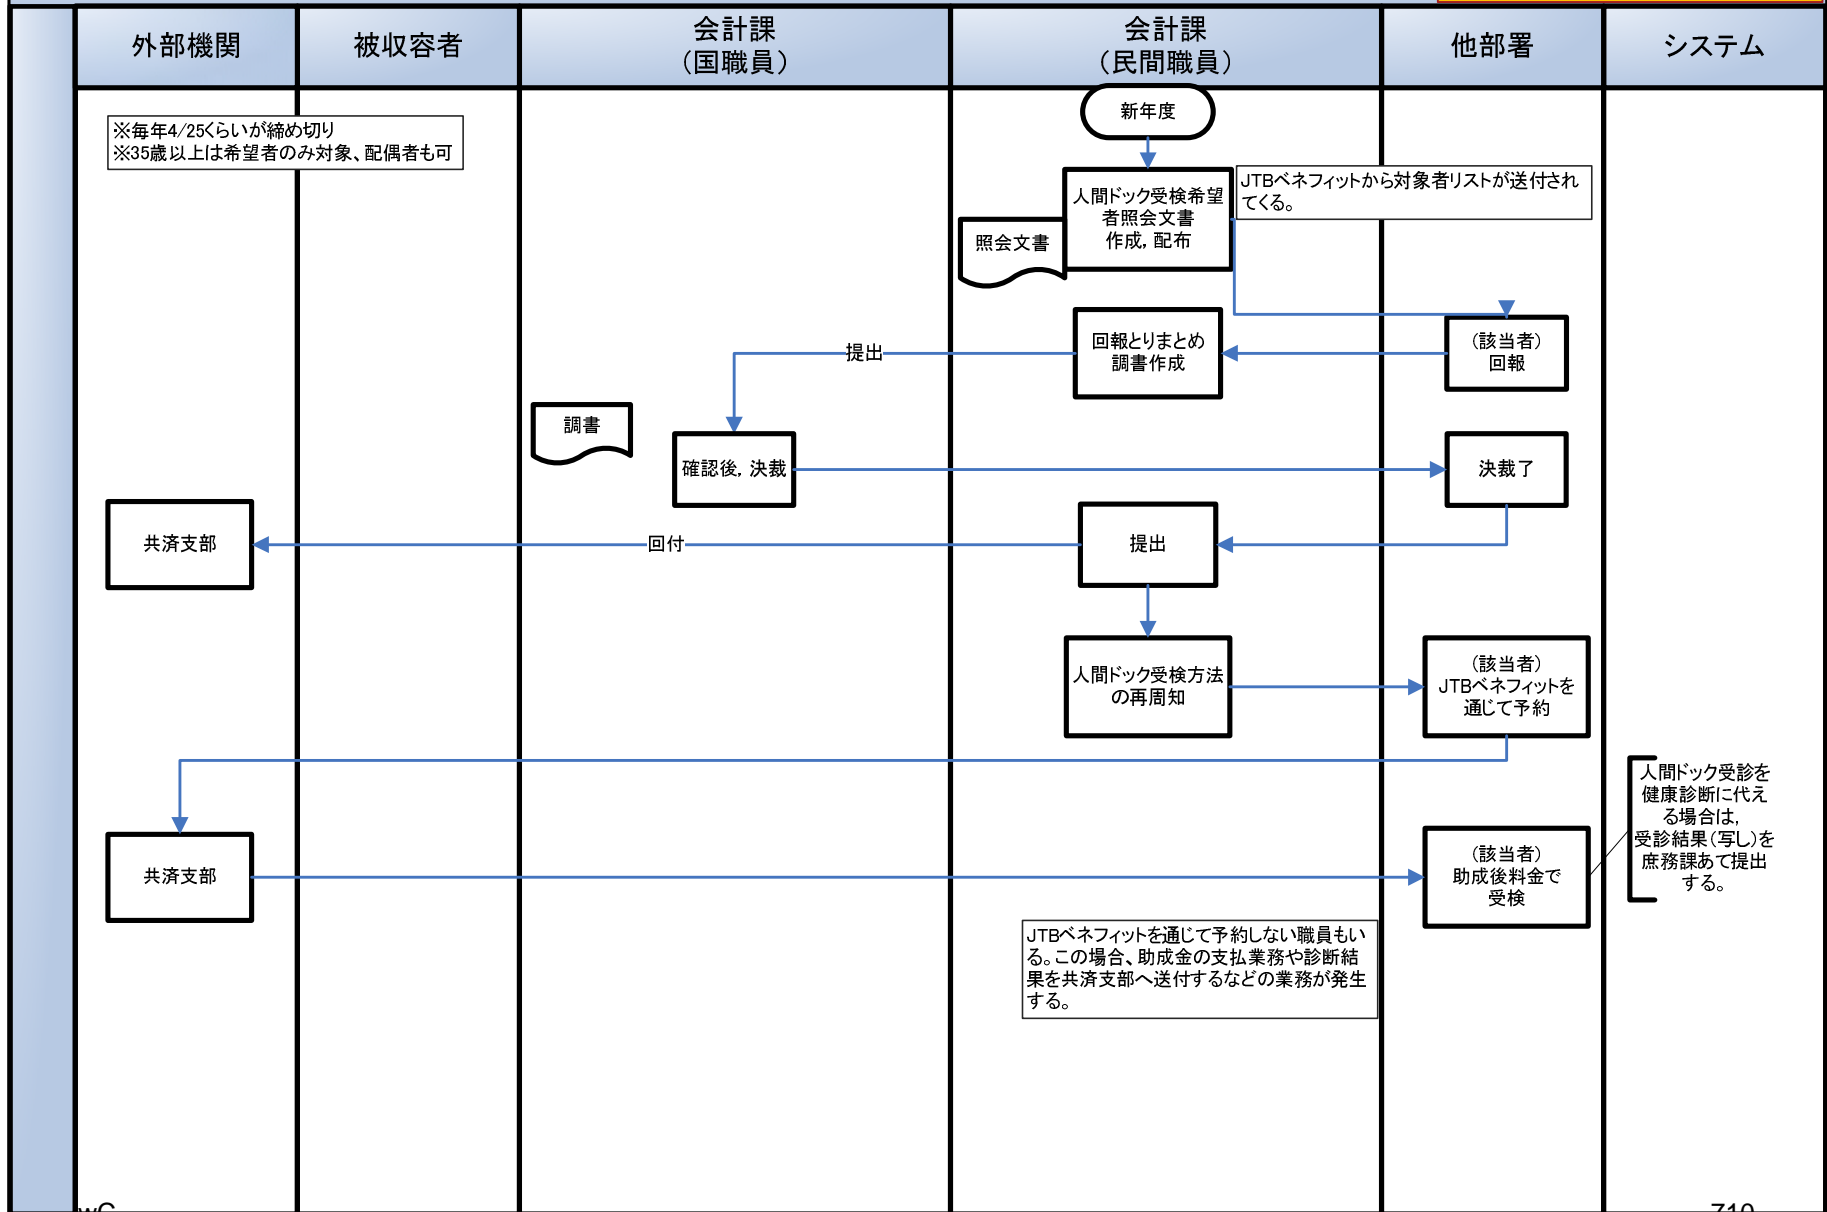 外部機関
被収容者
会計課
（国職員）
会計課
（民間職員）
他部署
システム
新年度
※毎年4/25くらいが締め切り
※35歳以上は希望者のみ対象、配偶者も可
人間ドック受検希望
者照会文書
作成，配布
JTBベネフィットから対象者リストが送付され
てくる。
照会文書
（該当者）
回報
回報とりまとめ
調書作成
提出
調書
確認後，決裁
決裁了
提出
回付
共済支部
人間ドック受検方法
の再周知
（該当者）
JTBベネフィットを
通じて予約
共済支部
（該当者）
助成後料金で
受検
人間ドック受診を
健康診断に代え
る場合は，
受診結果（写し）を
庶務課あて提出
する。
JTBベネフィットを通じて予約しない職員もい
る。この場合、助成金の支払業務や診断結
果を共済支部へ送付するなどの業務が発生
する。
wC
710